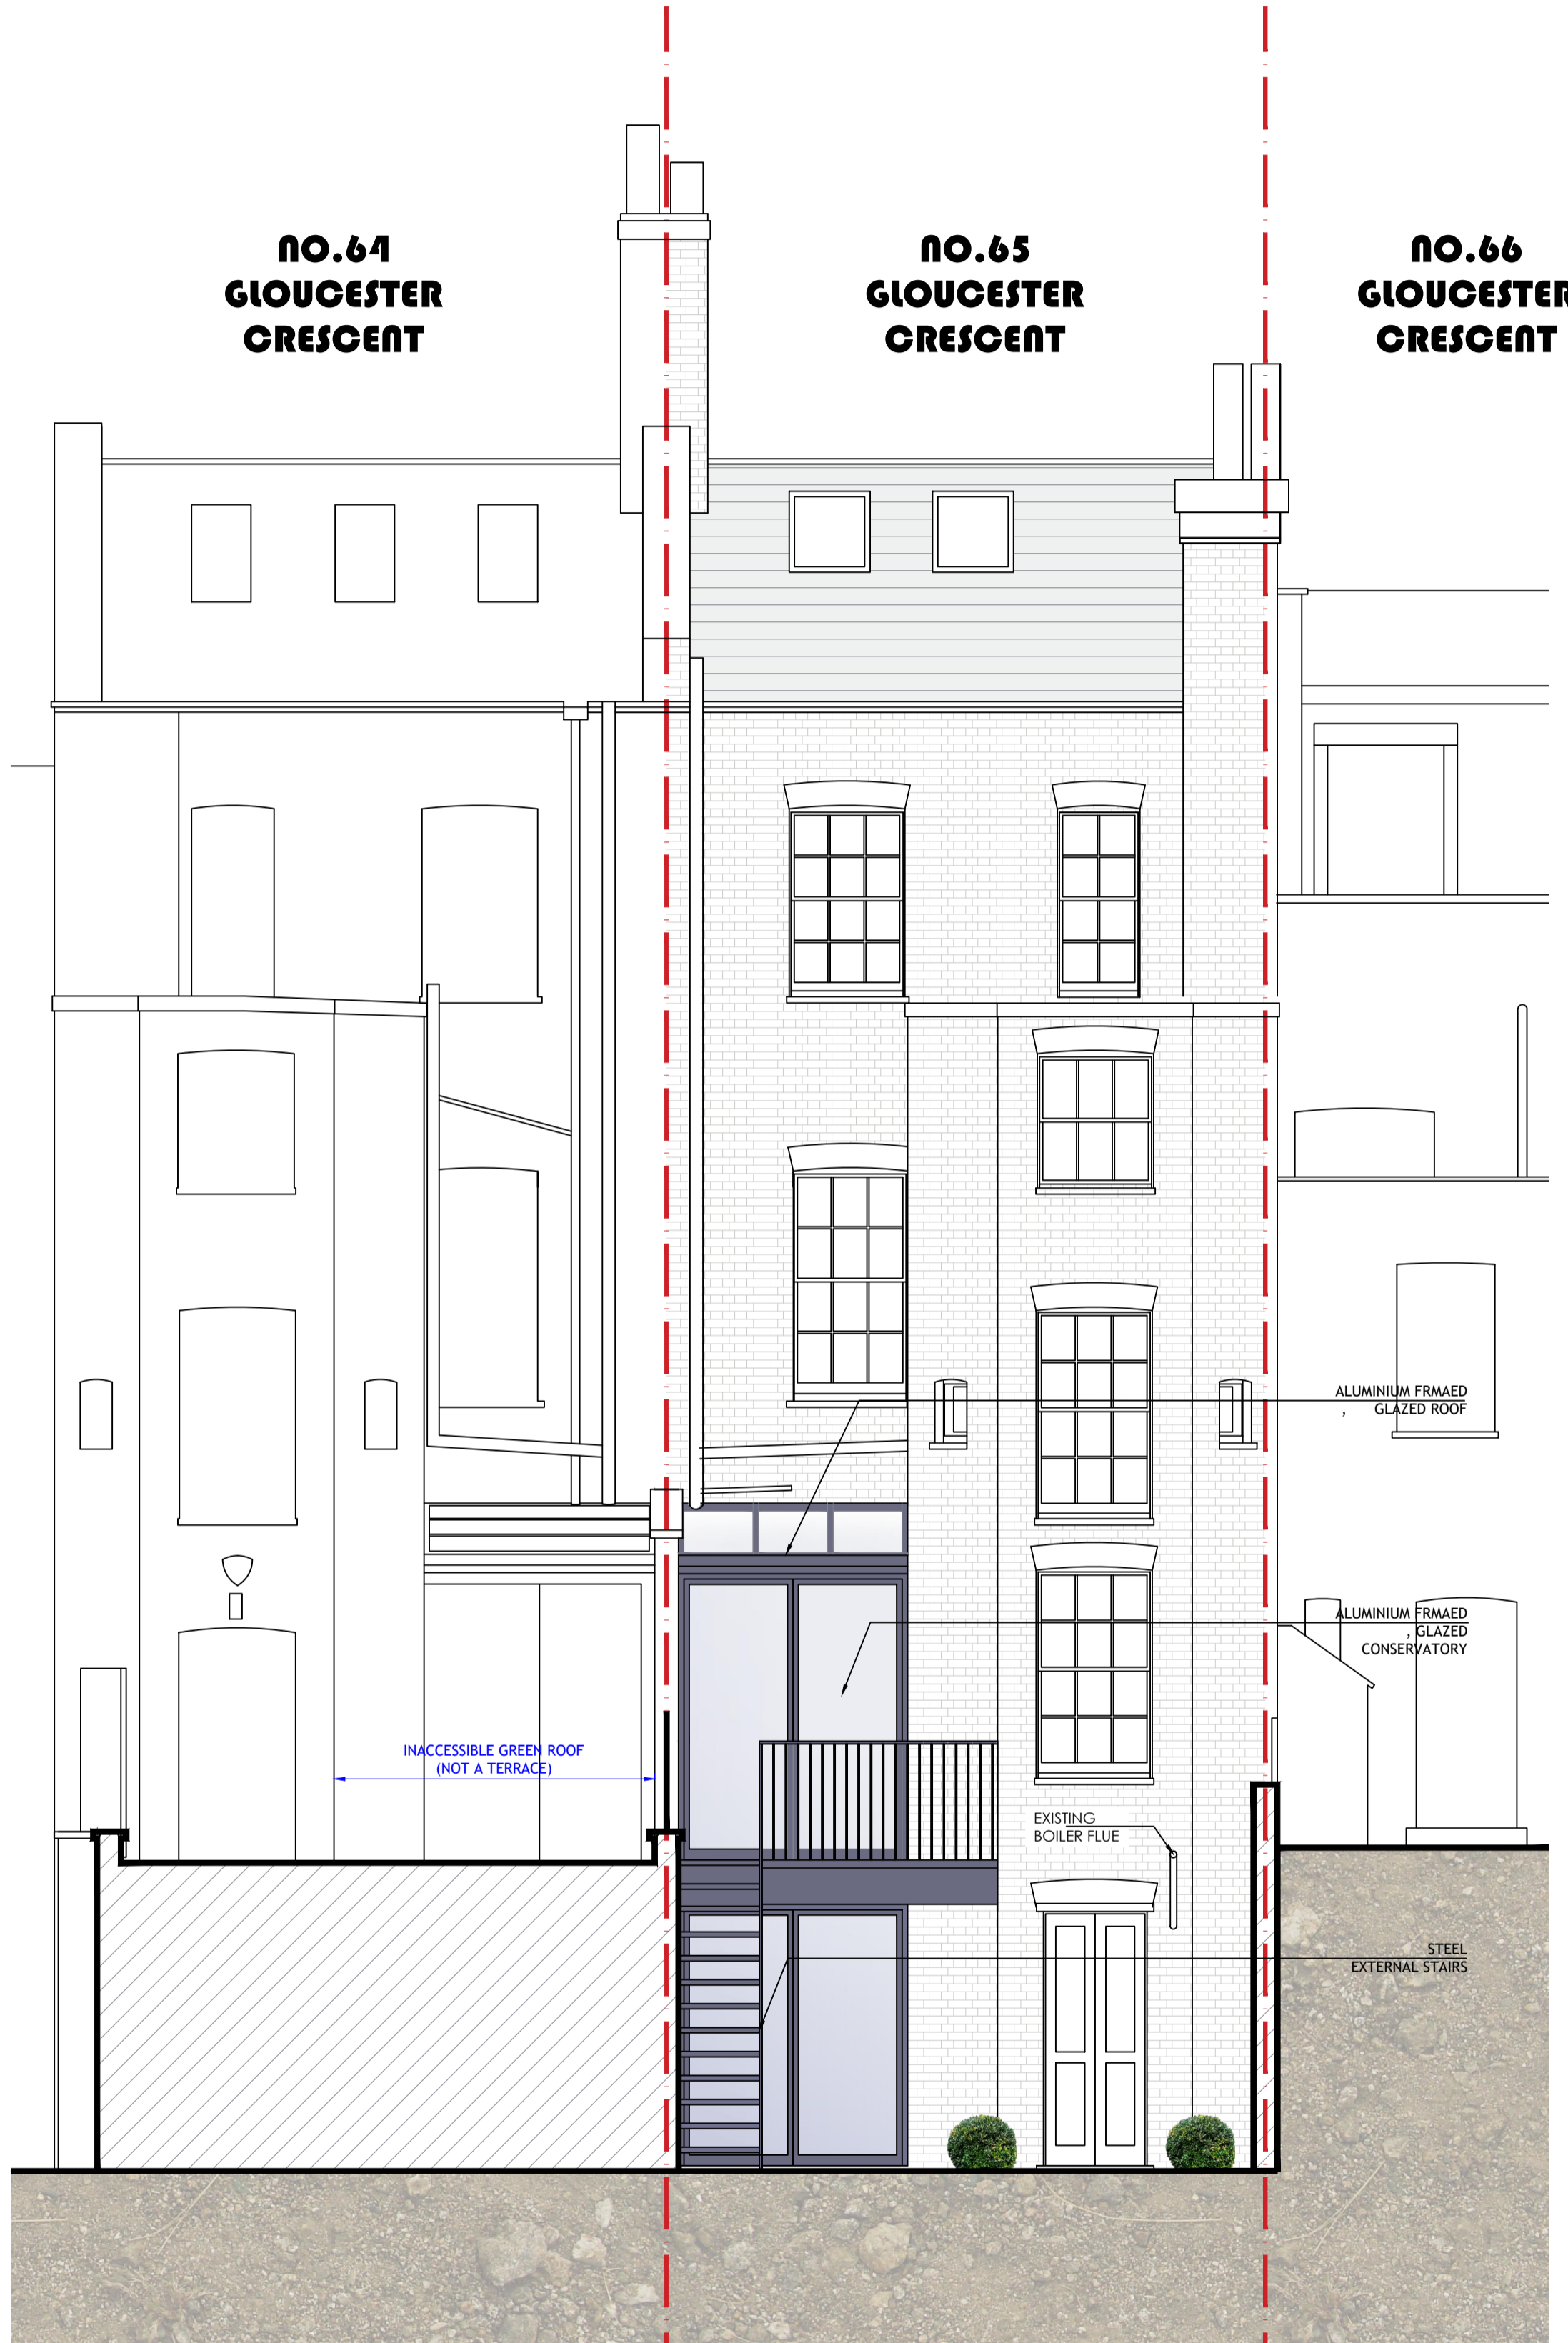 NO.64
GLOUCESTER
CRESCENT
NO.65
GLOUCESTER
CRESCENT
NO.66
GLOUCESTER
CRESCENT
ALUMINIUM FRMAED
, GLAZED ROOF
ALUMINIUM FRMAED
, GLAZED
CONSERVATORY
INACCESSIBLE GREEN ROOF
(NOT A TERRACE)
EXISTING
BOILER FLUE
STEEL
EXTERNAL STAIRS